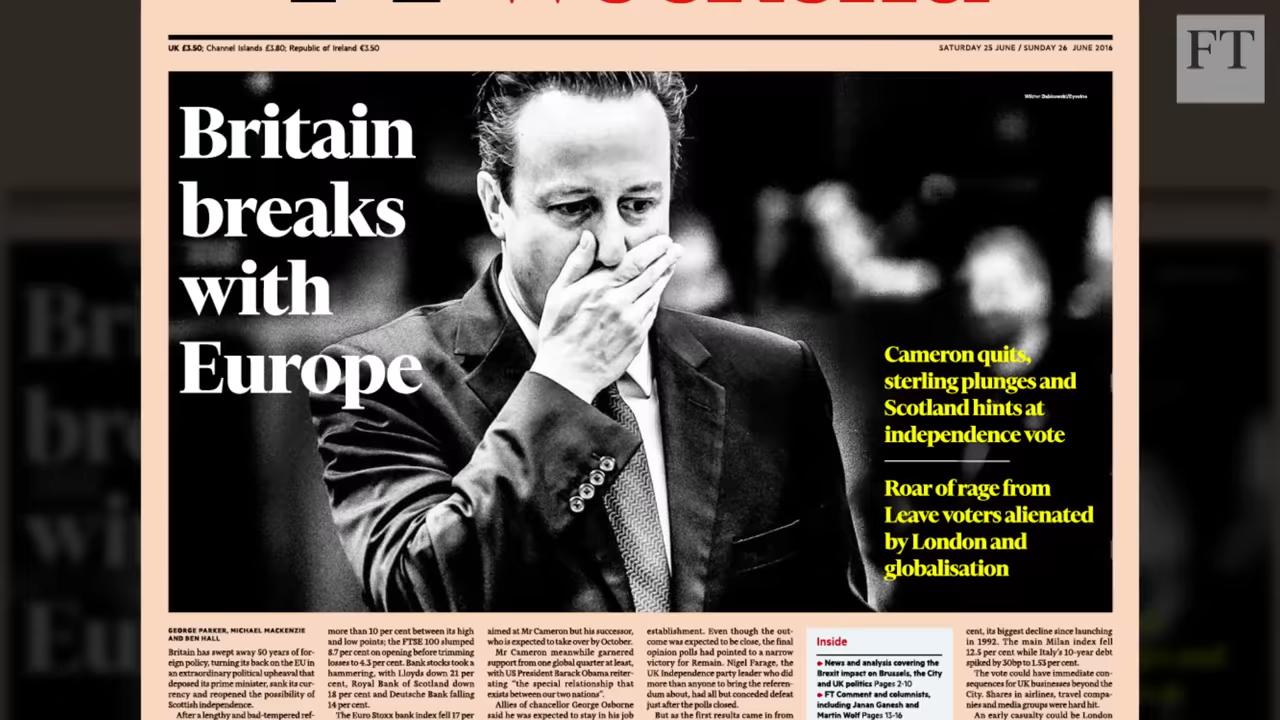 Weekend
FT
UK £3.50; Channel Islands £3.80; Republic of Ireland €3.50
SATURDAY 25 JUNE / SUNDAY 26 JUNE 2016
Britain
breaks
with
Europe
Cameron quits,
sterling plunges and
Scotland hints at
independence vote
Roar of rage from
Leave voters alienated
by London and
globalisation
GEORGE PARKER, MICHAEL MACKENZIE
AND BEN HALL
Britain has swept away 50 years of for-
eign policy, turning its back on the EU in
an extraordinary political upheaval that
deposed its prime minister, sank its cur-
rency and reopened the possibility of
Scottish independence.
After a lengthy and bad-tempered ref-
more than 10 per cent between its high
and low points; the FTSE 100 slumped
8.7 per cent on opening before trimming
losses to 4.3 per cent. Bank stocks took a
hammering, with Lloyds down 21 per
cent, Royal Bank of Scotland down
18 per cent and Deutsche Bank falling
14 per cent.
The Euro Stoxx bank index fell 17 per
aimed at Mr Cameron but his successor,
who is expected to take over by October.
Mr Cameron meanwhile garnered
support from one global quarter at least,
with US President Barack Obama reiter-
ating “the special relationship that
exists between our two nations”.
Allies of chancellor George Osborne
said he was expected to stay in his job
establishment. Even though the out-
come was expected to be close, the final
opinion polls had pointed to a narrow
victory for Remain. Nigel Farage, the
UK Independence party leader who did
more than anyone to bring the referen-
dum about, had all but conceded defeat
just after the polls closed.
But as the first results came in from
Inside
News and analysis covering the
Brexit impact on Brussels, the City
and UK politics Pages 2-10
FT Comment and columnists,
including Janan Ganesh and
Martin Wolf Pages 13-16
cent, its biggest decline since launching
in 1992. The main Milan index fell
12.5 per cent while Italy's 10-year debt
spiked by 30bp to 1.53 per cent.
The vote could have immediate con-
sequences for UK businesses beyond the
City. Shares in airlines, travel compa-
nies and media groups were hard hit.
An early casualty could be London